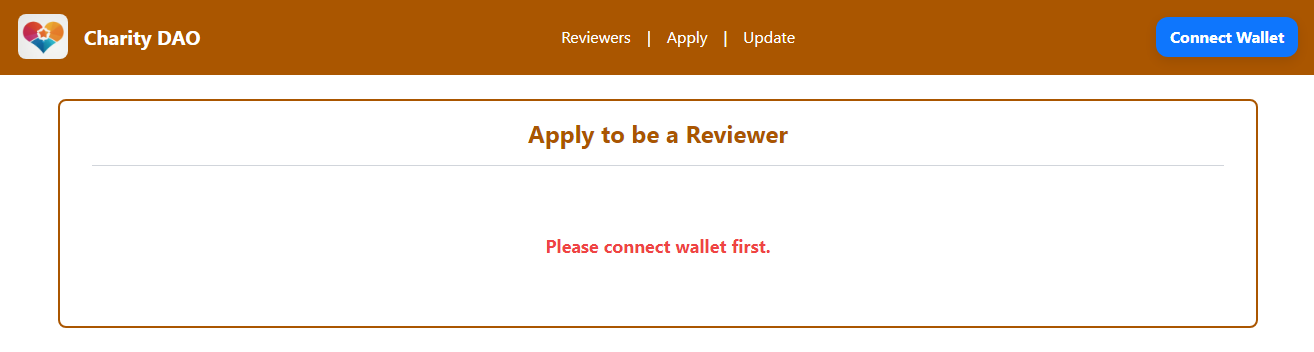 Charity DAO
Reviewers | Apply | Update
Connect Wallet
Apply to be a Reviewer
Please connect wallet first.